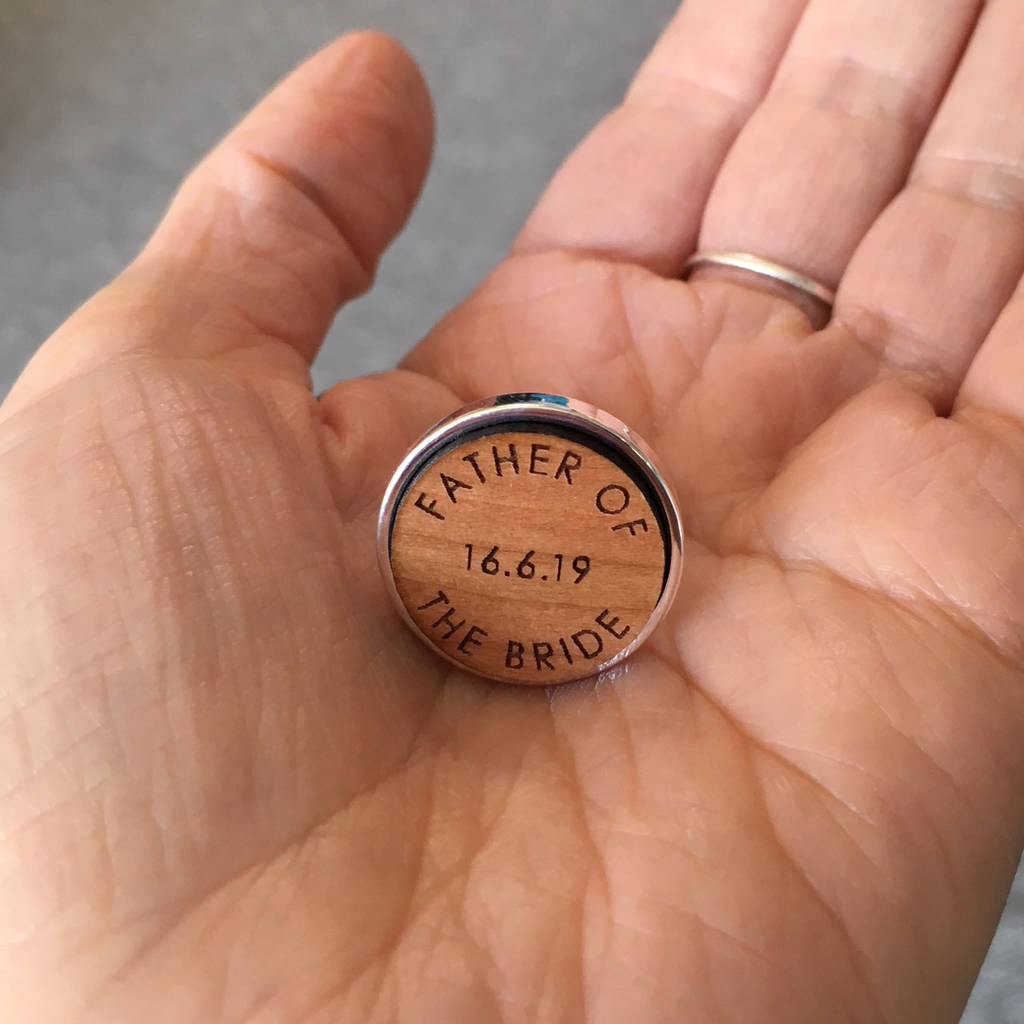 FATHER OF
16.6.19
THE BRIDE